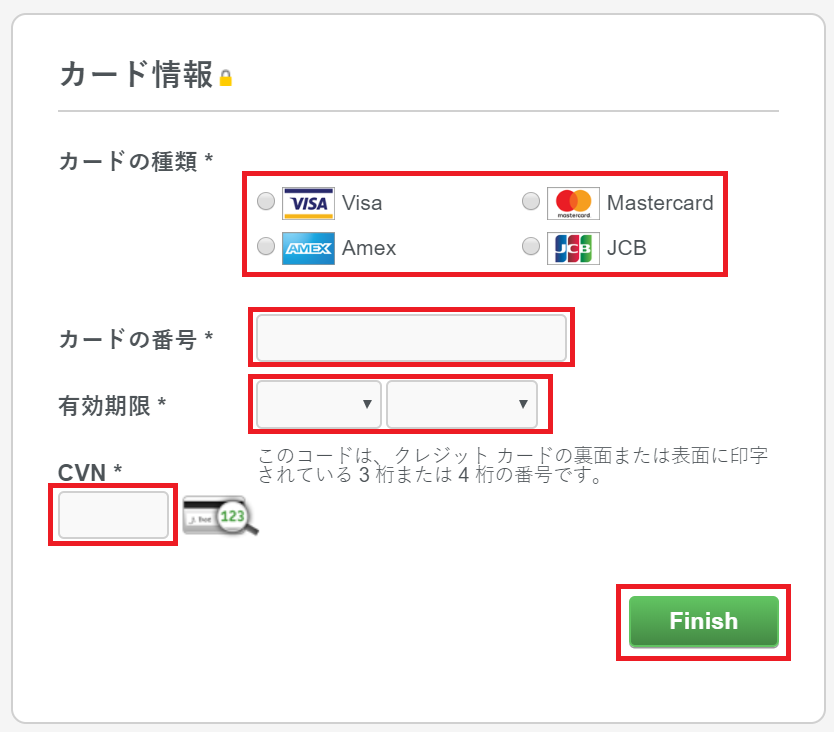 カード情報
カードの種類 *
VISA Visa
mastercard Mastercard
AMEX Amex
JCB JCB
カードの番号 *
有効期限 *
このコードは、クレジット カードの裏面または表面に印字
されている 3 桁または 4 桁の番号です。
CVN *
123
Finish